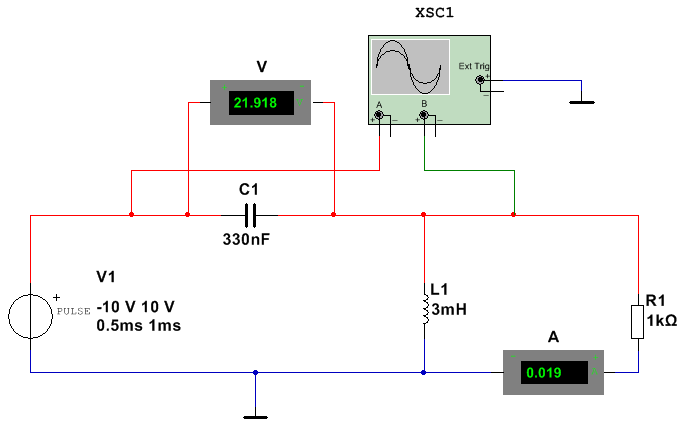 XSC1
Ext Trig
+
−
A
B
+
−
+
−
V
+
−
21.918
V
C1
330nF
V1
+
PULSE
-10 V 10 V
0.5ms 1ms
L1
3mH
R1
1kΩ
A
0.019
A